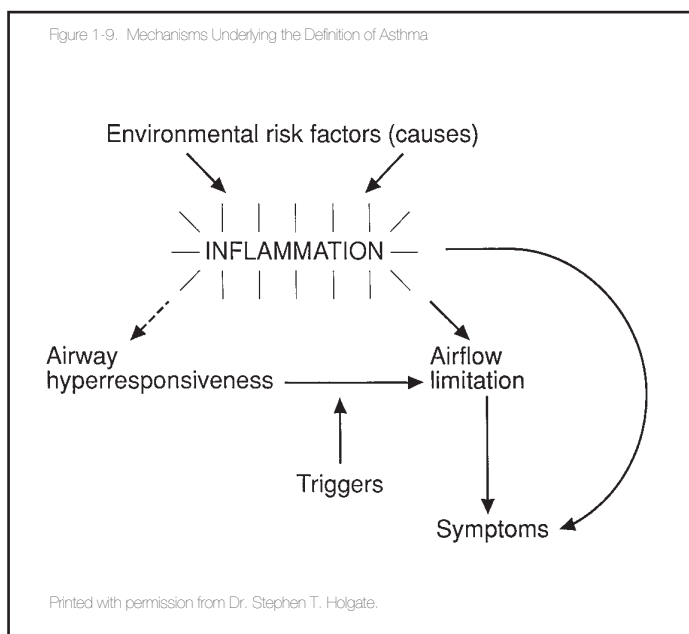 Figure 1-9. Mechanisms Underlying the Definition of Asthma
Environmental risk factors (causes)
INFLAMMATION
Airway
hyperresponsiveness
Airflow
limitation
Triggers
Symptoms
Printed with permission from Dr. Stephen T. Holgate.